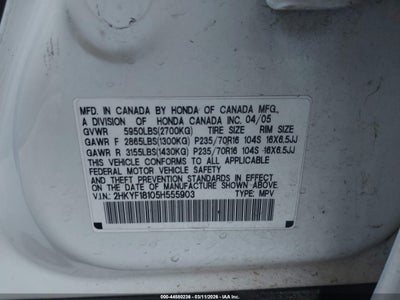 MFD. IN CANADA BY HONDA OF CANADA MFG.,
A DIVISION OF HONDA CANADA INC. 04/05
GVWR 5950LBS(2700KG) TIRE SIZE RIM SIZE
GAWR F 2865LBS(1300KG) P235/70R16 104S 16X6.5JJ
GAWR R 3155LBS(1430KG) P235/70R16 104S 16X6.5JJ
THIS VEHICLE CONFORMS TO ALL APPLICABLE
FEDERAL MOTOR VEHICLE SAFETY
AND THEFT PREVENTION STANDARDS IN EFFECT ON
THE DATE OF MANUFACTURE SHOWN ABOVE.
V.I.N: 2HKYF18105H555903 TYPE: MPV
000-44580236 - 03/11/2026 - IAA